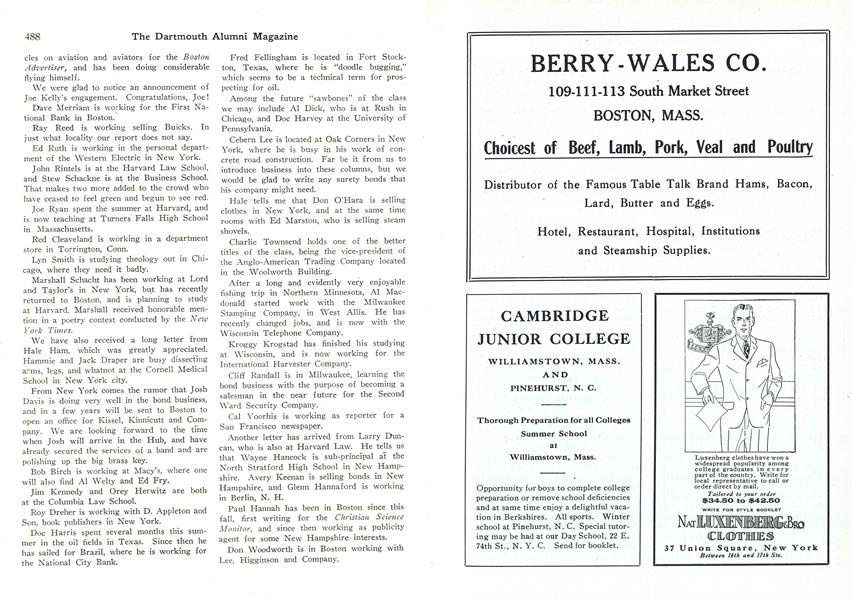 488 The Dartmouth Alumni Magazine
cles on aviation and aviators for the Boston
Advertiser, and has been doing considerable
flying himself.
We were glad to notice an announcement of
Joe Kelly's engagement. Congratulations, Joe!
Dave Merriam is working for the First Na-
tional Bank in Boston.
Ray Reed is working selling Buicks. In
just what locality our report does not say.
Ed Ruth is working in the personal depart-
ment of the Western Electric in New York.
John Rintels is at the Harvard Law School,
and Stew Schackne is at the Business School.
That makes two more added to the crowd who
have ceased to feel green and begun to see red.
Joe Ryan spent the summer at Harvard, and
is now teaching at Turners Falls High School
in Massachusetts.
Red Cleaveland is working in a department
store in Torrington, Conn.
Lyn Smith is studying theology out in Chi-
cago, where they need it badly.
Marshall Schacht has been working at Lord
and Taylor's in New York, but has recently
returned to Boston, and is planning to study
at Harvard. Marshall received honorable men-
tion in a poetry contest conducted by the New
York Times.
We have also received a long letter from
Hale Ham, which was greatly appreciated.
Hammie and Jack Draper are busy dissecting
arms, legs, and whatnot at the Cornell Medical
School in New York city.
From New York comes the rumor that Josh
Davis is doing very well in the bond business,
and in a few years will be sent to Boston to
open an office for Kissel, Kinnicutt and Com-
pany. We are looking forward to the time
when Josh will arrive in the Hub, and have
already secured the services of a band and are
polishing up the big brass key.
Bob Birch is working at Macy's, where one
will also find Al Welty and Ed Fry.
Jim Kennedy and Orey Herwitz are both
at the Columbia Law School.
Roy Dreher is working with D. Appleton and
Son, book publishers in New York.
Doc Harris spent several months this sum-
mer in the oil fields in Texas. Since then he
has sailed for Brazil, where he is working for
the National City Bank.
Fred Fellingham is located in Fort Stock-
ton, Texas, where he is "doodle bugging,"
which seems to be a technical term for pros-
pecting for oil.
Among the future "sawbones" of the class
we may include Al Dick, who is at Rush in
Chicago, and Doc Harvey at the University of
Pennsylvania.
Cebern Lee is located at Oak Corners in New
York, where he is busy in his work of con-
crete road construction. Far be it from us to
introduce business into these columns, but we
would be glad to write any surety bonds that
his company might need.
Hale tells me that Don O'Hara is selling
clothes in New York, and at the same time
rooms with Ed Marston, who is selling steam
shovels.
Charlie Townsend holds one of the better
titles of the class, being the vice-president of
the Anglo-American Trading Company located
in the Woolworth Building.
After a long and evidently very enjoyable
fishing trip in Northern Minnesota, Al Mac-
donald started work with the Milwaukee
Stamping Company, in West Allis. He has
recently changed jobs, and is now with the
Wisconsin Telephone Company.
Kroggy Krogstad has finished his studying
at Wisconsin, and is now working for the
International Harvester Company.
Cliff Randall is in Milwaukee, learning the
bond business with the purpose of becoming a
salesman in the near future for the Second
Ward Security Company.
Cal Voorhis is working as reporter for a
San Francisco newspaper.
Another letter has arrived from Larry Dun-
can, who is also at Harvard Law. He tells us
that Wayne Hancock is sub-principal at the
North Stratford High School in New Hamp-
shire. Avery Keenan is selling bonds in New
Hampshire, and Glenn Hannaford is working
in Berlin, N. H.
Paul Hannah has been in Boston since this
fall, first writing for the Christian Science
Monitor, and since then working as publicity
agent for some New Hampshire interests.
Don Woodworth is in Boston working with
Lee, Higginson and Company.
BERRY-WALES CO.
109-111-113 South Market Street
BOSTON, MASS.
Choicest of Beef, Lamb, Pork, Veal and Poultry
Distributor of the Famous Table Talk Brand Hams, Bacon,
Lard, Butter and Eggs.
Hotel, Restaurant, Hospital, Institutions
and Steamship Supplies.
CAMBRIDGE
JUNIOR COLLEGE
WILLIAMSTOWN, MASS.
AND
PINEHURST, N. C.
Thorough Preparation for all Colleges
Summer School
at
Williamstown, Mass.
Opportunity for boys to complete college
preparation or remove school deficiencies
and at same time enjoy a delightful vaca-
tion in Berkshires. All sports. Winter
school at Pinehurst, N. C. Special tutor-
ing may be had at our Day School, 22 E.
74th St., N. Y. C. Send for booklet.
Luxenberg clothes have won a
widespread popularity among
college graduates in every
part of the country. Write for
local representative to call or
order direct by mail.
Tailored to your order
$34.50 to $42.50
WRITE FOR STYLE BOOKLET
NAT LUXENBERG & BRO
CLOTHES
37 Union Square, New York
Between 16th and 17th Sts.